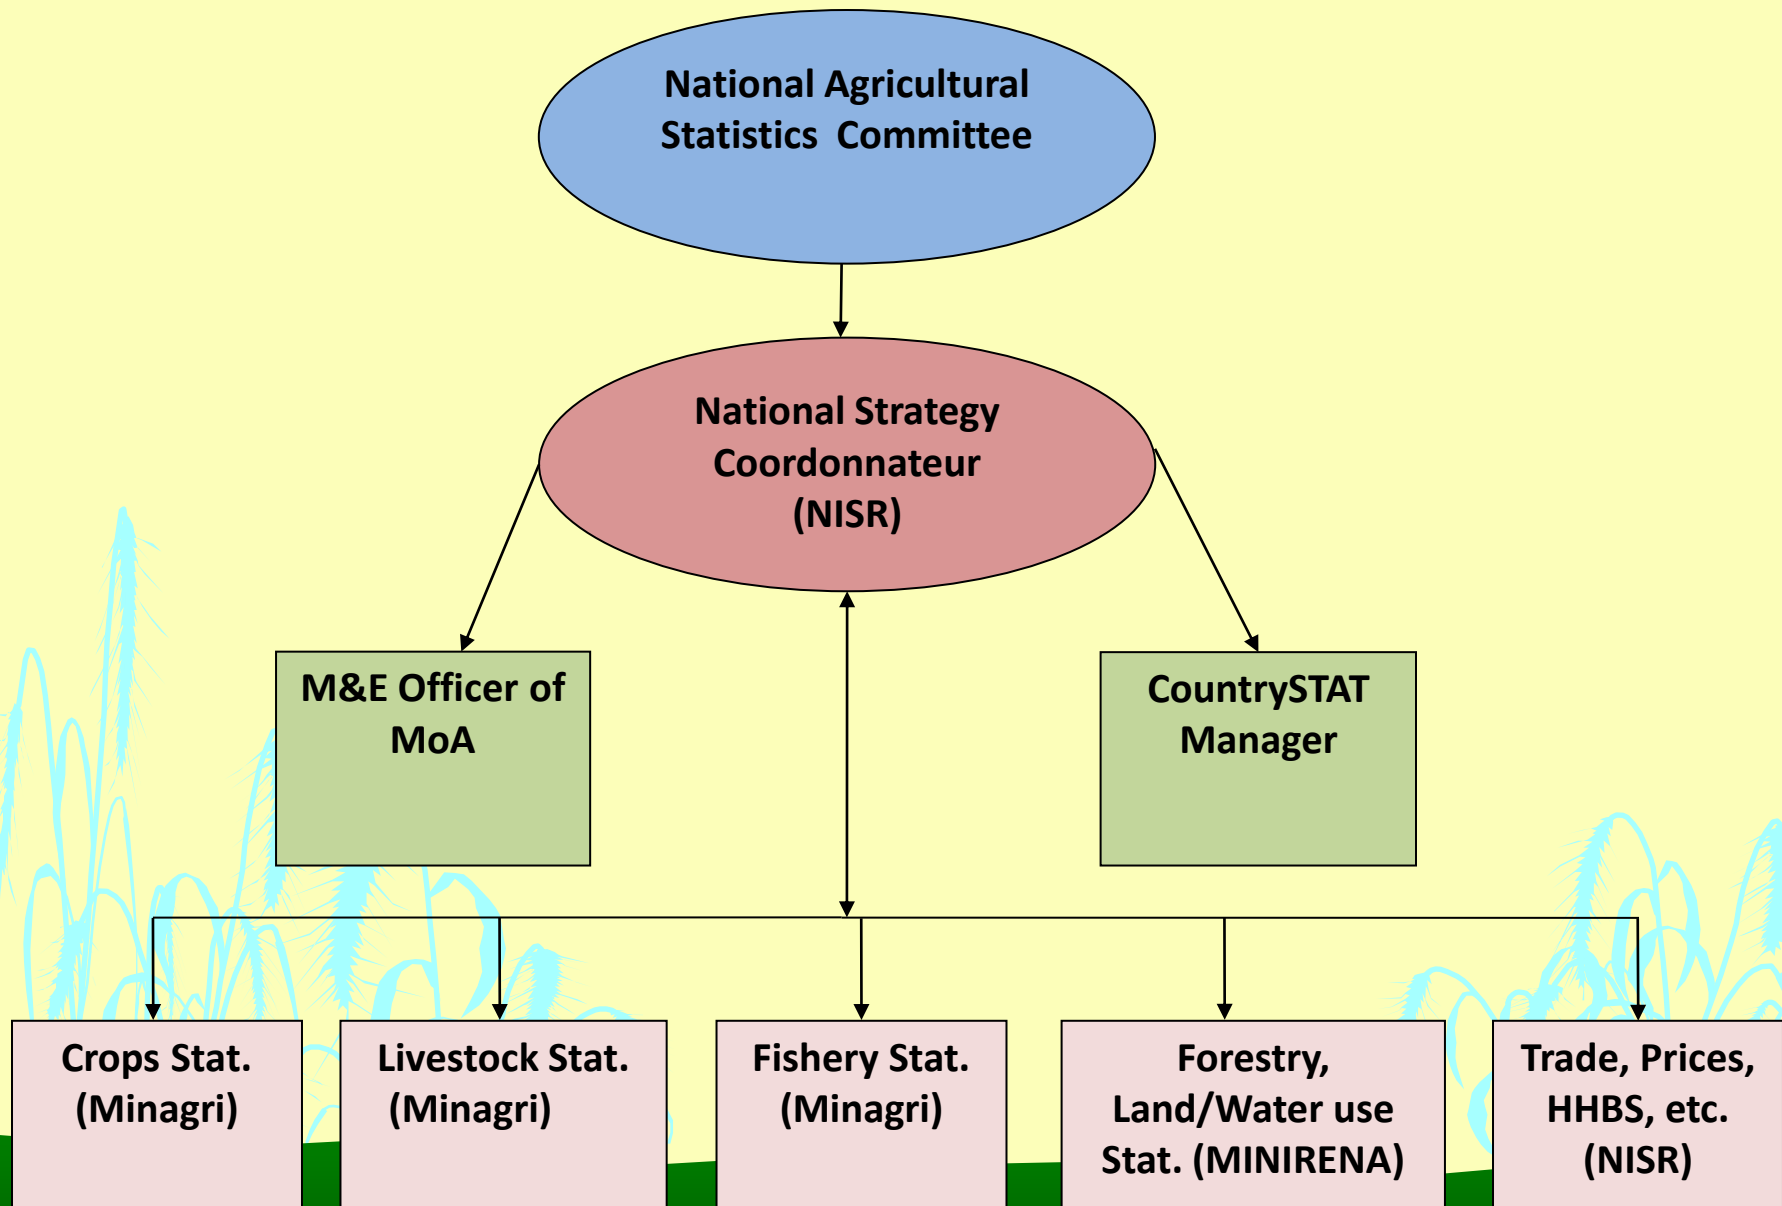 National Agricultural
Statistics  Committee
National Strategy
Coordonnateur
(NISR)
M&E Officer of
MoA
CountrySTAT
Manager
Crops Stat.
(Minagri)
Livestock Stat.
(Minagri)
Fishery Stat.
(Minagri)
Forestry,
Land/Water use
Stat. (MINIRENA)
Trade, Prices,
HHBS, etc.
(NISR)